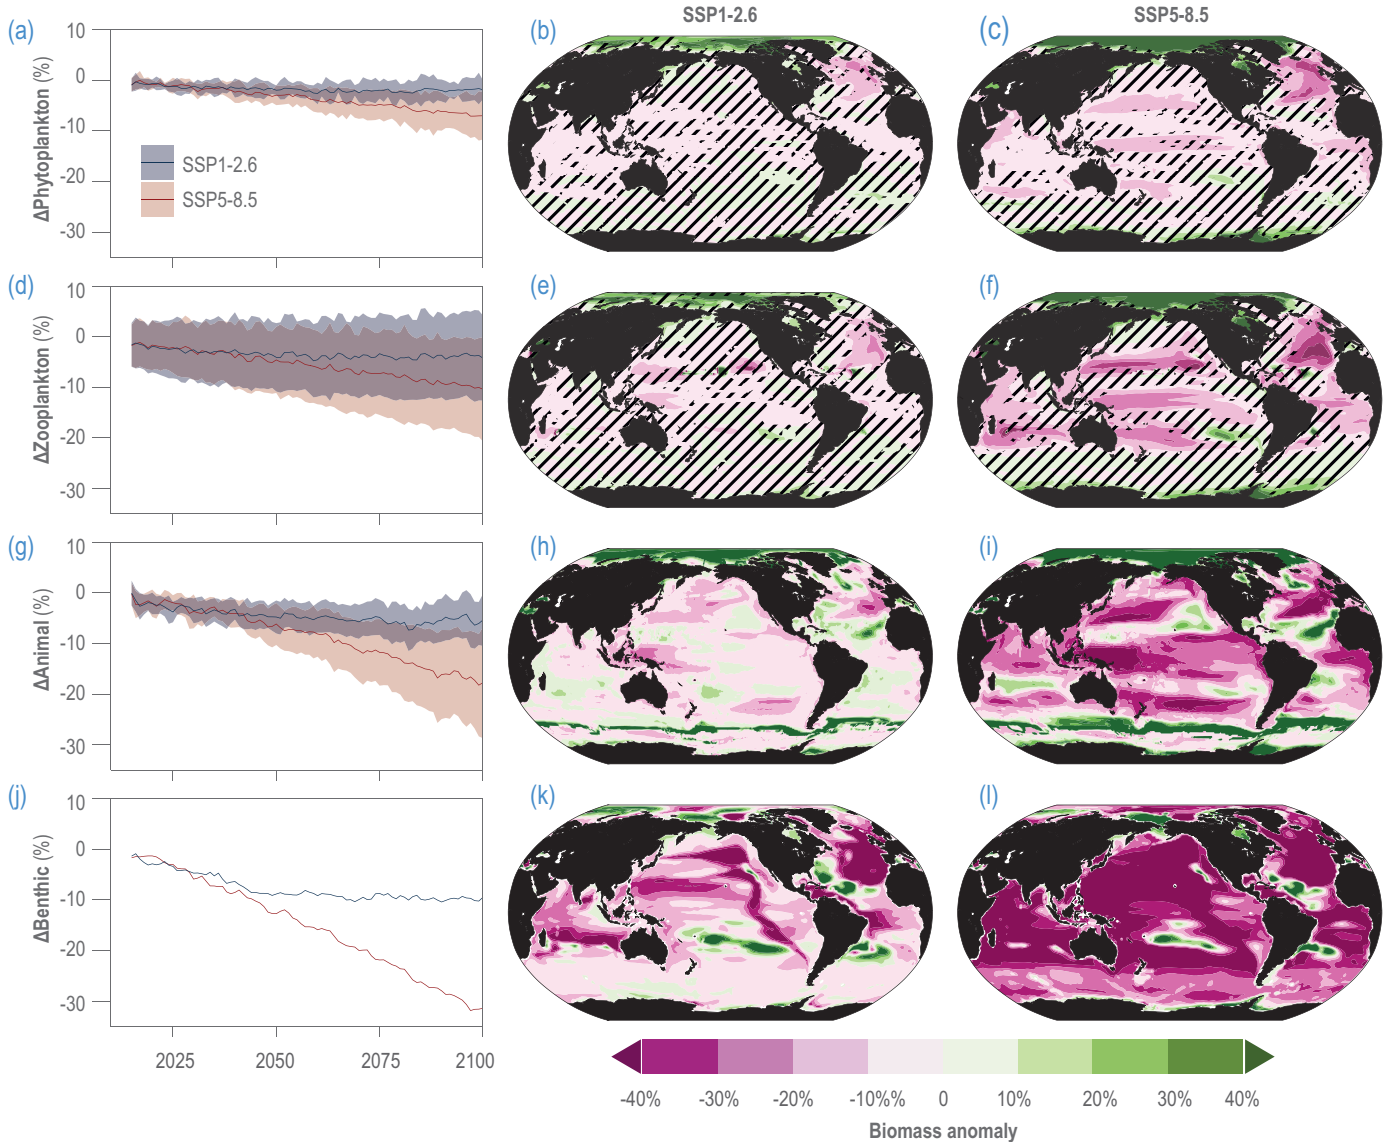 SSP1-2.6
SSP5-8.5
(a)
ΔPhytoplankton (%)
10
0
-10
-20
-30
SSP1-2.6
SSP5-8.5
(b)
(c)
(d)
ΔZooplankton (%)
10
0
-10
-20
-30
(e)
(f)
(g)
ΔAnimal (%)
10
0
-10
-20
-30
(h)
(i)
(j)
ΔBenthic (%)
10
0
-10
-20
-30
2025
2050
2075
2100
(k)
(l)
-40%
-30%
-20%
-10%%
0
10%
20%
30%
40%
Biomass anomaly